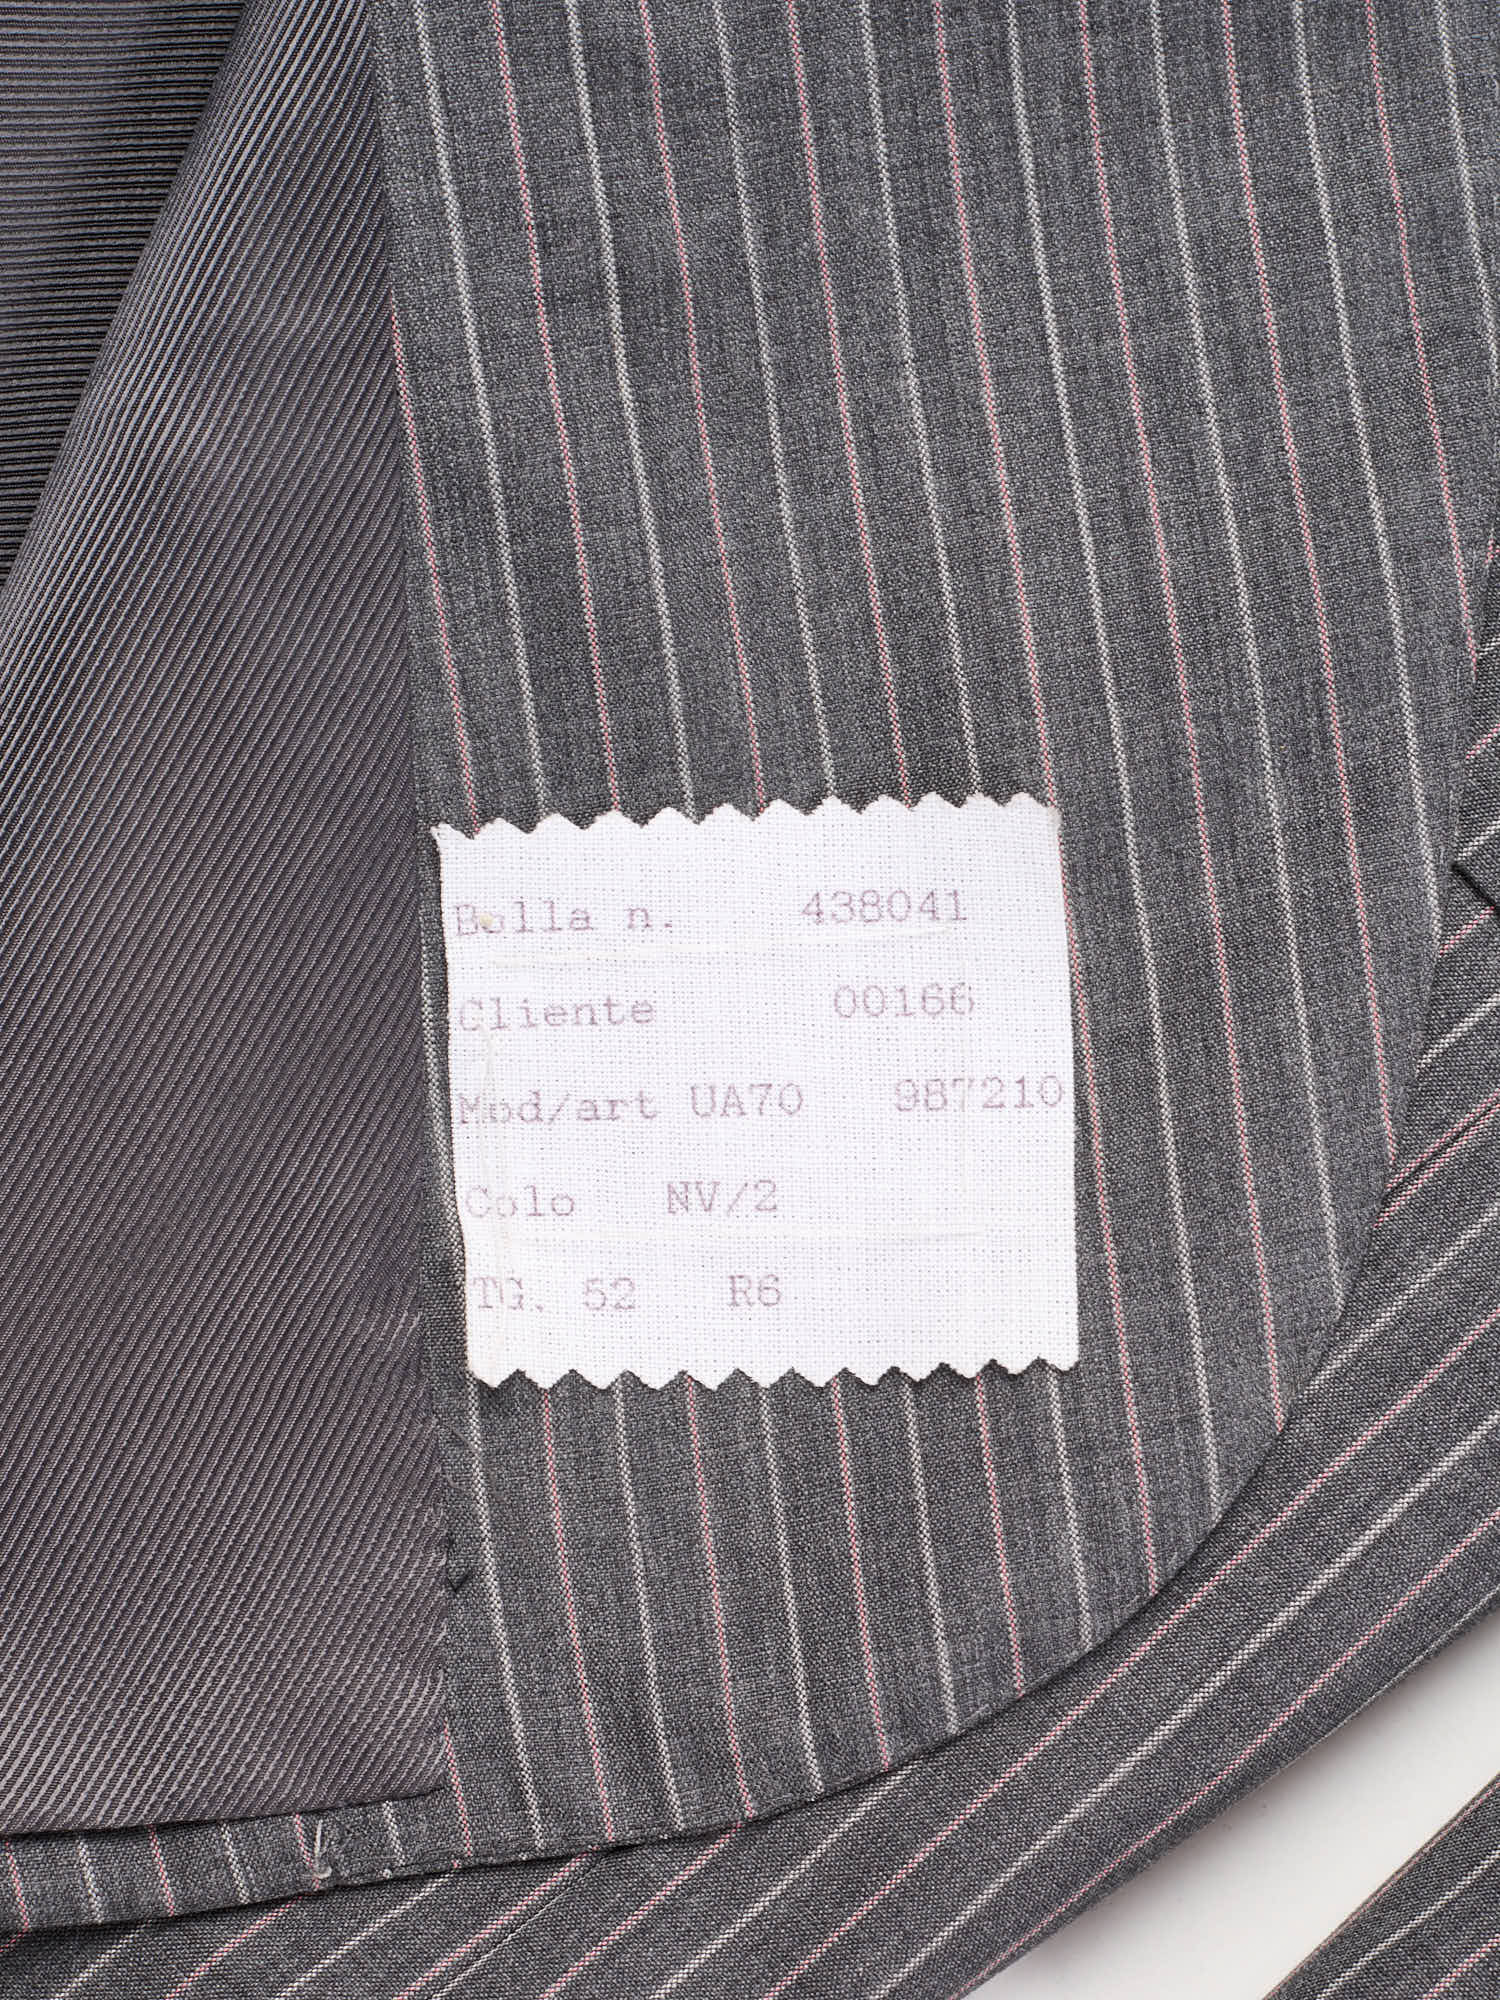 Bolla n. 438041
Cliente 00166
Mod/art UA70 987210
Colo NV/2
TG. 52 R6